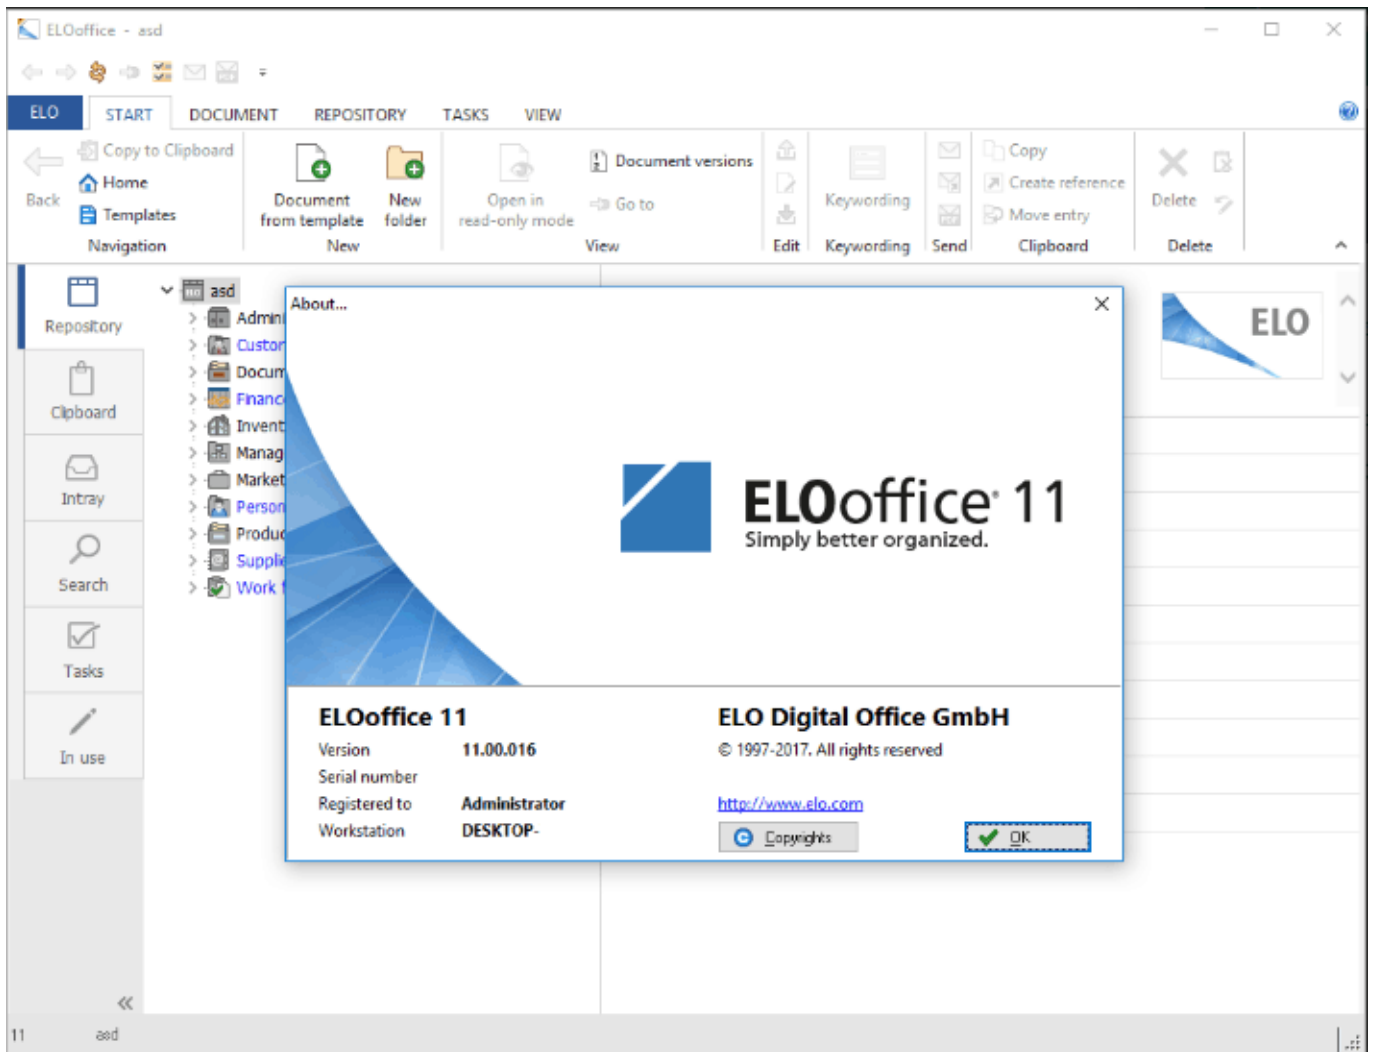 ELOoffice - asd
ELO START DOCUMENT REPOSITORY TASKS VIEW
Back
Copy to Clipboard
Home
Templates
Navigation
Document
from template
New
folder
New
Open in
read-only mode
Document versions
Go to
View
Edit
Keywording
Keywording
Send
Copy
Create reference
Move entry
Clipboard
Delete
Delete
Repository
Clipboard
Intray
Search
Tasks
In use
asd
Admini
Custor
Docum
Financ
Invent
Manag
Market
Person
Produc
Supplie
Work f
ELO
About...
ELOoffice 11
Simply better organized.
ELOoffice 11
Version 11.00.016
Serial number
Registered to Administrator
Workstation DESKTOP-
ELO Digital Office GmbH
© 1997-2017. All rights reserved
http://www.elo.com
Copyrights
OK
11 asd